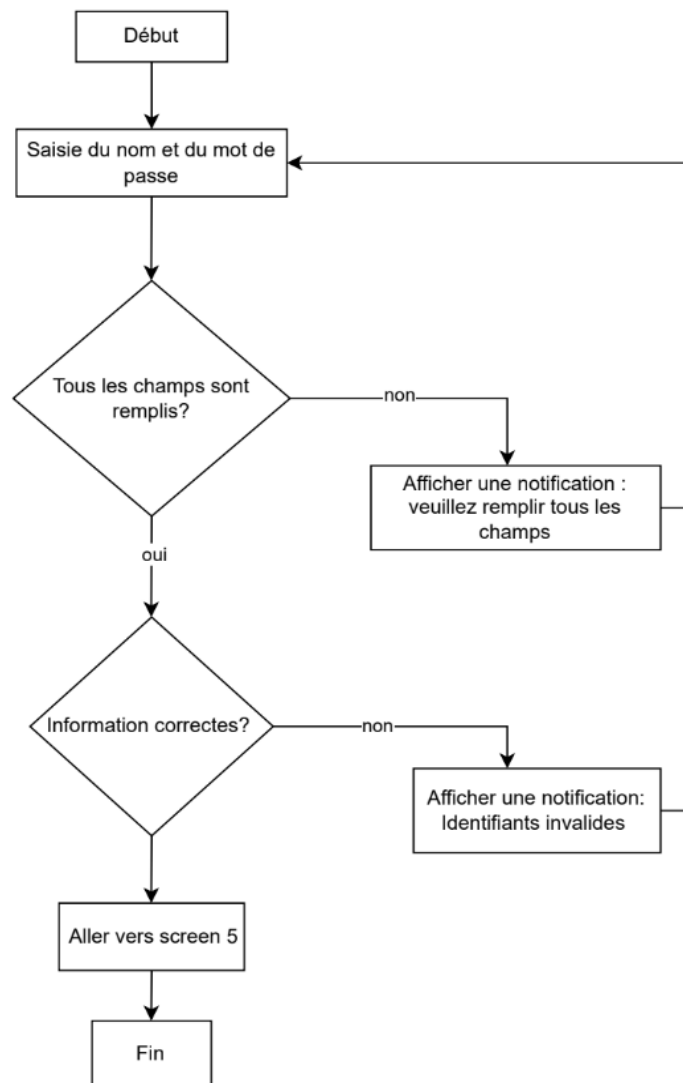 Début
Saisie du nom et du mot de
passe
Tous les champs sont
remplis?
non
Afficher une notification :
veuillez remplir tous les
champs
oui
Information correctes?
non
Afficher une notification:
Identifiants invalides
Aller vers screen 5
Fin